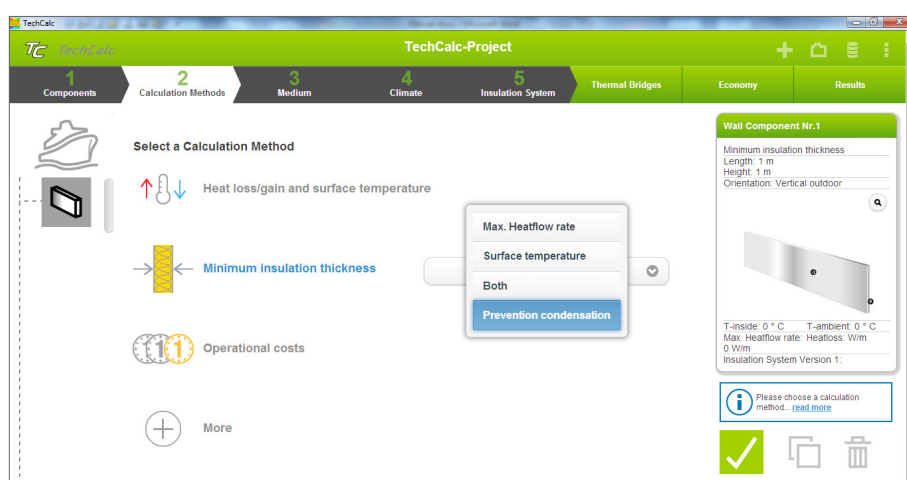 TechCalc
TC TechCalc
TechCalc-Project
1
Components
2
Calculation Methods
3
Medium
4
Climate
5
Insulation System
Thermal Bridges
Economy
Results
Select a Calculation Method
Heat loss/gain and surface temperature
Minimum insulation thickness
Operational costs
More
Max. Heatflow rate
Surface temperature
Both
Prevention condensation
Wall Component Nr.1
Minimum insulation thickness
Length: 1 m
Height: 1 m
Orientation: Vertical outdoor
T-inside: 0 ° C T-ambient: 0 ° C
Max. Heatflow rate: Heatloss: W/m
0 W/m
Insulation System Version 1:
Please choose a calculation
method... read more